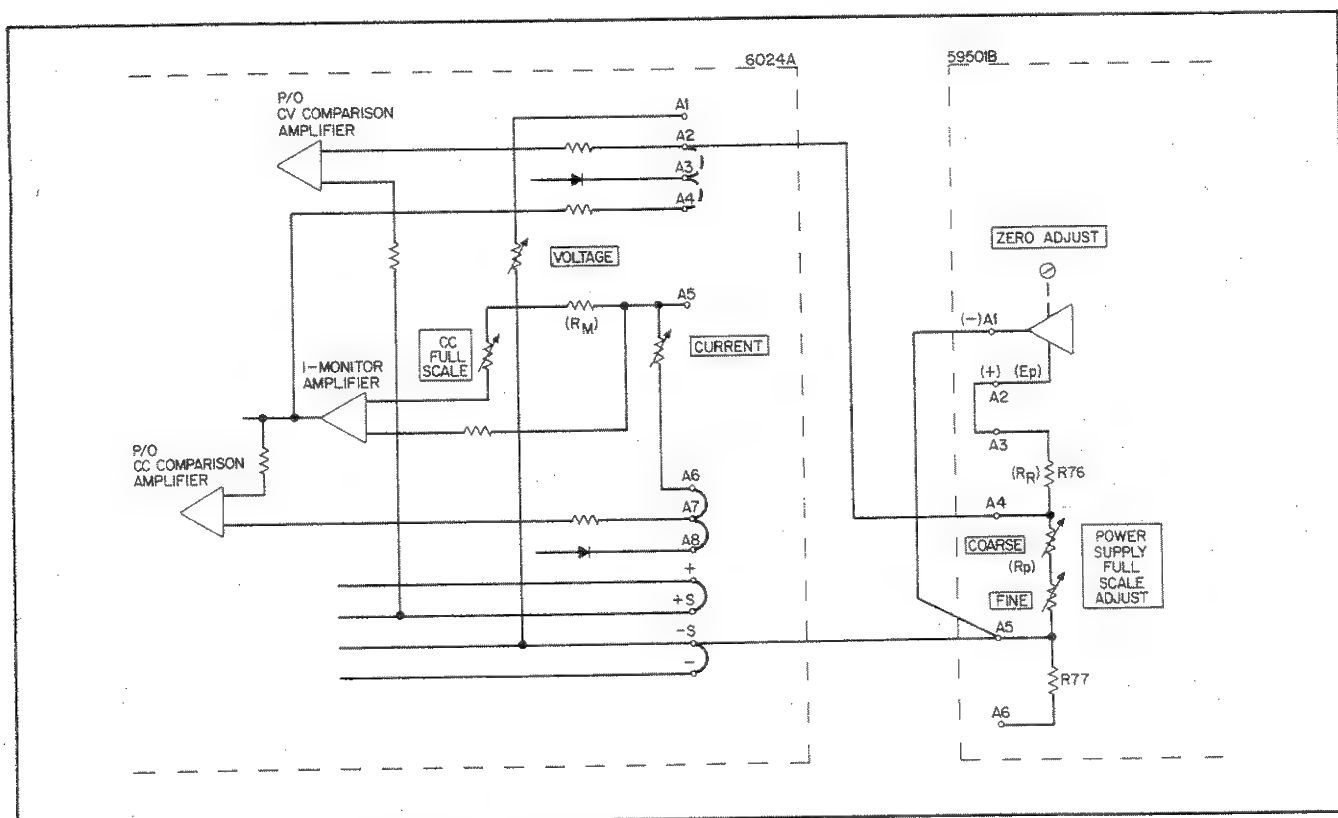 6024A
59501B
P/O
CV COMPARISON
AMPLIFIER
A1
A2
A3
A4
VOLTAGE
ZERO ADJUST
A5
(RM)
CC
FULL
SCALE
CURRENT
I-MONITOR
AMPLIFIER
(-)A1
(+) (Ep)
A2
A3
P/O
CC COMPARISON
AMPLIFIER
A6
A7
A8
(RR) R76
A4
COARSE
(Rp)
FINE
POWER
SUPPLY
FULL
SCALE
ADJUST
+
+S
-S
-
A5
R77
A6